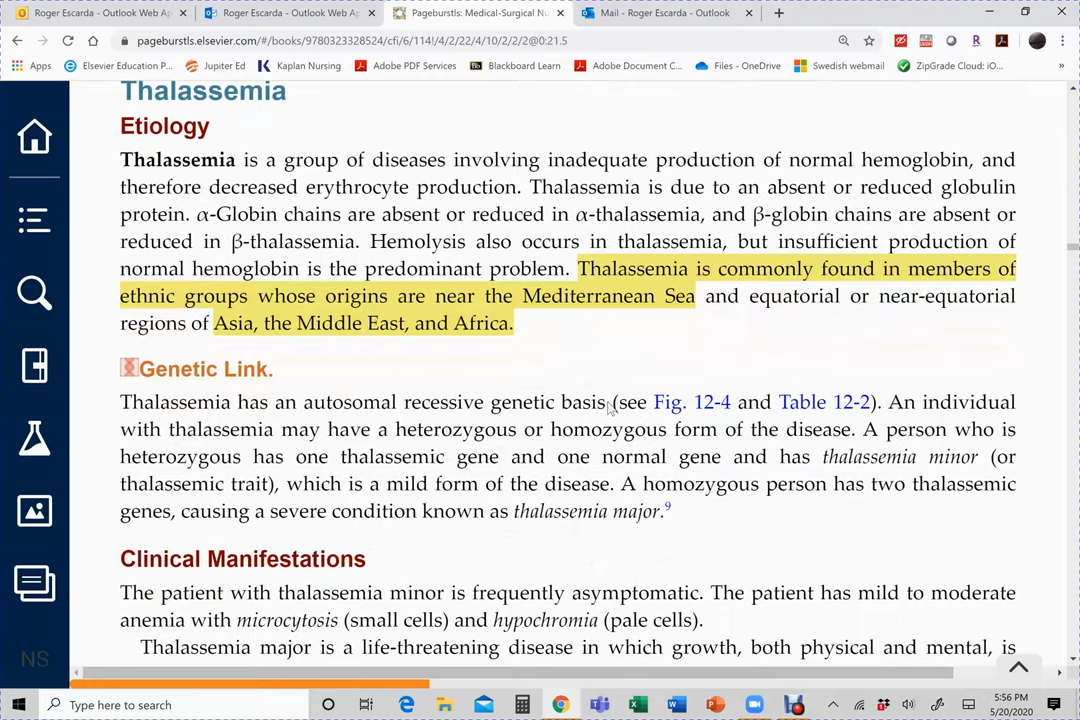 Roger Escarda - Outlook Web Ap
Roger Escarda - Outlook Web Ap
Pageburstls: Medical-Surgical Nu
Mail - Roger Escarda - Outlook
pageburstls.elsevier.com/#/books/9780323328524/cfi/6/114!/4/2/22/4/10/2/2/2@0:21.5
Apps
Elsevier Education P...
Jupiter Ed
Kaplan Nursing
Adobe PDF Services
Blackboard Learn
Adobe Document C...
Files - OneDrive
Swedish webmail
ZipGrade Cloud: iO...
Thalassemia
Etiology
Thalassemia is a group of diseases involving inadequate production of normal hemoglobin, and
therefore decreased erythrocyte production. Thalassemia is due to an absent or reduced globulin
protein. α-Globin chains are absent or reduced in α-thalassemia, and β-globin chains are absent or
reduced in β-thalassemia. Hemolysis also occurs in thalassemia, but insufficient production of
normal hemoglobin is the predominant problem. Thalassemia is commonly found in members of
ethnic groups whose origins are near the Mediterranean Sea and equatorial or near-equatorial
regions of Asia, the Middle East, and Africa.
Genetic Link.
Thalassemia has an autosomal recessive genetic basis (see Fig. 12-4 and Table 12-2). An individual
with thalassemia may have a heterozygous or homozygous form of the disease. A person who is
heterozygous has one thalassemic gene and one normal gene and has thalassemia minor (or
thalassemic trait), which is a mild form of the disease. A homozygous person has two thalassemic
genes, causing a severe condition known as thalassemia major.9
Clinical Manifestations
The patient with thalassemia minor is frequently asymptomatic. The patient has mild to moderate
anemia with microcytosis (small cells) and hypochromia (pale cells).
Thalassemia major is a life-threatening disease in which growth, both physical and mental, is
NS
Type here to search
5:56 PM
5/20/2020